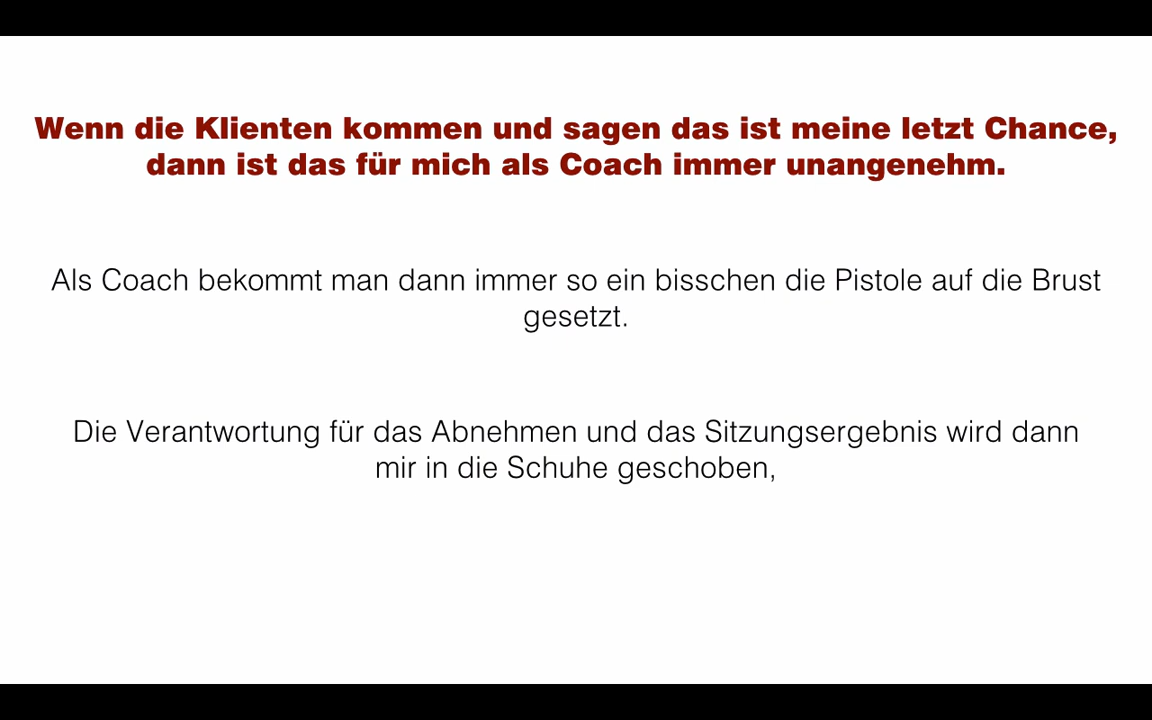 Wenn die Klienten kommen und sagen das ist meine letzt Chance,
dann ist das für mich als Coach immer unangenehm.
Als Coach bekommt man dann immer so ein bisschen die Pistole auf die Brust
gesetzt.
Die Verantwortung für das Abnehmen und das Sitzungsergebnis wird dann
mir in die Schuhe geschoben,